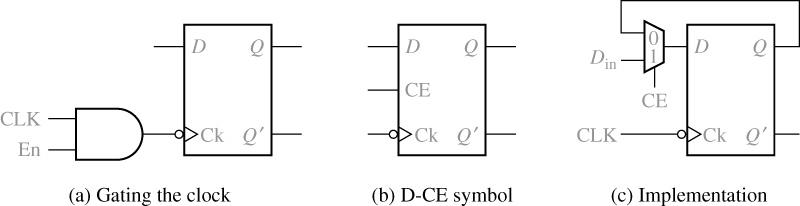 D Q
CLK
En
Ck Q′
(a) Gating the clock
D Q
CE
Ck Q′
(b) D-CE symbol
0
1
D Q
D_in
CE
CLK
Ck Q′
(c) Implementation